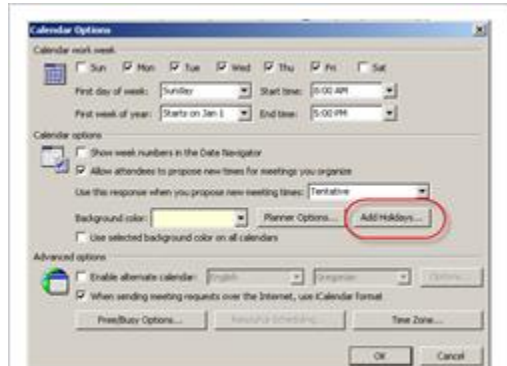 Calendar Options
Calendar work week
Sun Mon Tue Wed Thu Fri Sat
First day of week: Sunday Start time: 8:00 AM
First week of year: Starts on Jan 1 End time: 5:00 PM
Calendar options
Show week numbers in the Date Navigator
Allow attendees to propose new times for meetings you organize
Use this response when you propose new meeting times: Tentative
Background color: Planner Options... Add Holidays...
Use selected background color on all calendars
Advanced options
Enable alternate calendar: English Gregorian Options...
When sending meeting requests over the Internet, use iCalendar format
Free/Busy Options... Resource Scheduling... Time Zone...
OK Cancel